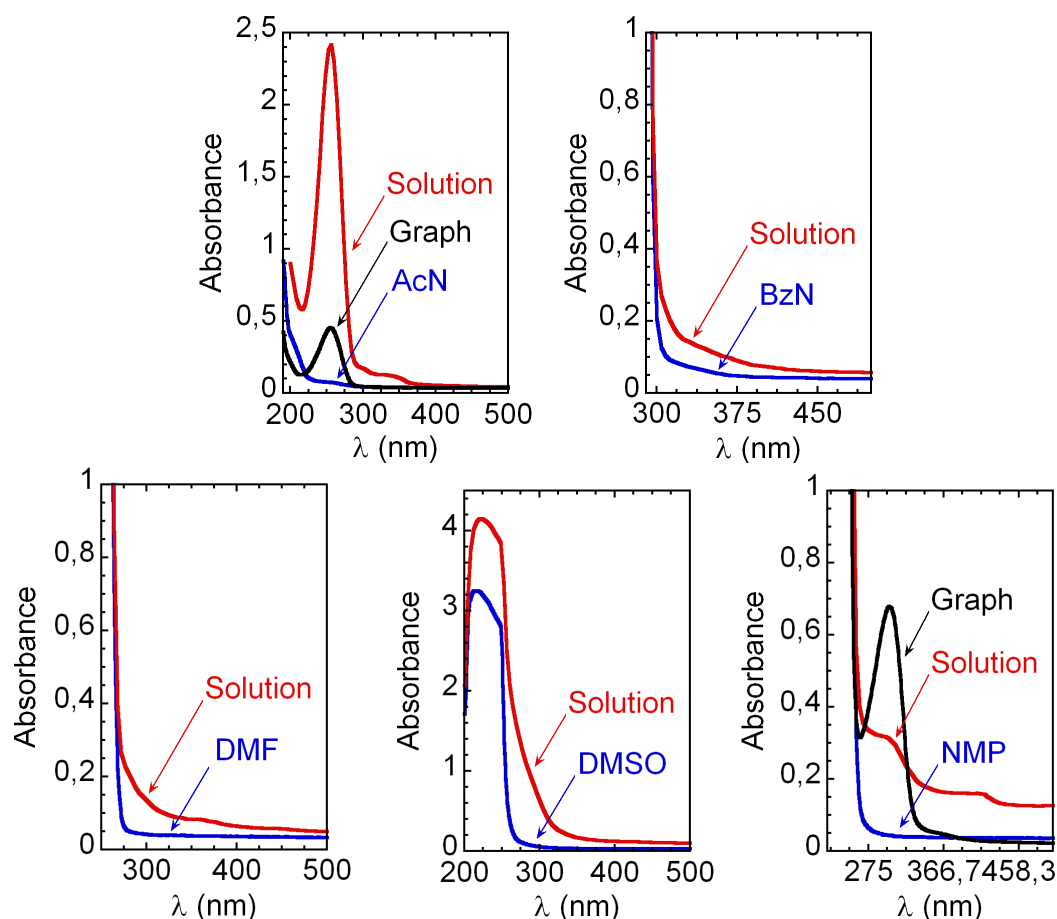 2,5
2
1,5
1
0,5
0
Absorbance
Solution
Graph
AcN
200 300 400 500
λ (nm)
1
0,8
0,6
0,4
0,2
0
Absorbance
Solution
BzN
300 375 450
λ (nm)
1
0,8
0,6
0,4
0,2
0
Absorbance
Solution
DMF
300 400 500
λ (nm)
4
3
2
1
0
Absorbance
Solution
DMSO
200 300 400 500
λ (nm)
1
0,8
0,6
0,4
0,2
0
Absorbance
Graph
Solution
NMP
275 366,7458,3
λ (nm)